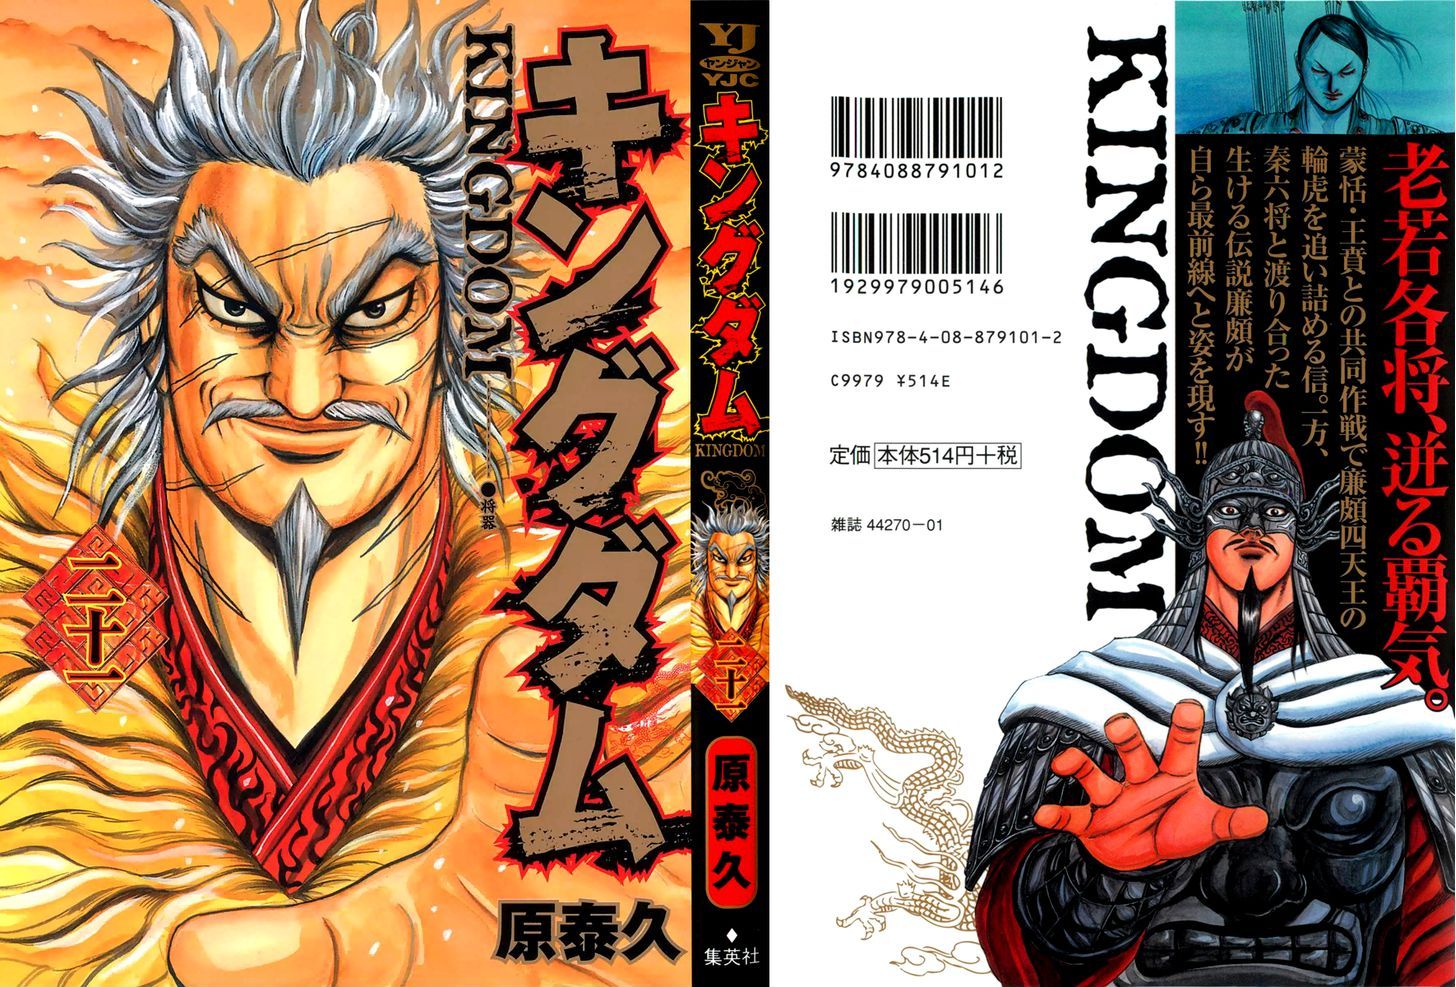 キングダム
KINGDOM
●将器
二十一
原泰久
YJ
ヤンジャン
YJC
キングダム
KINGDOM
二十一
原泰久
集英社
9784088791012
1929979005146
ISBN978-4-08-879101-2
C9979 ¥514E
定価 本体514円+税
雑誌 44270-01
KINGDOM
老若各将、迸る覇気。
蒙恬・王賁との共同作戦で廉頗四天王の
輪虎を追い詰める信。一方、
秦六将と渡り合った
生ける伝説廉頗が
自ら最前線へと姿を現す!!